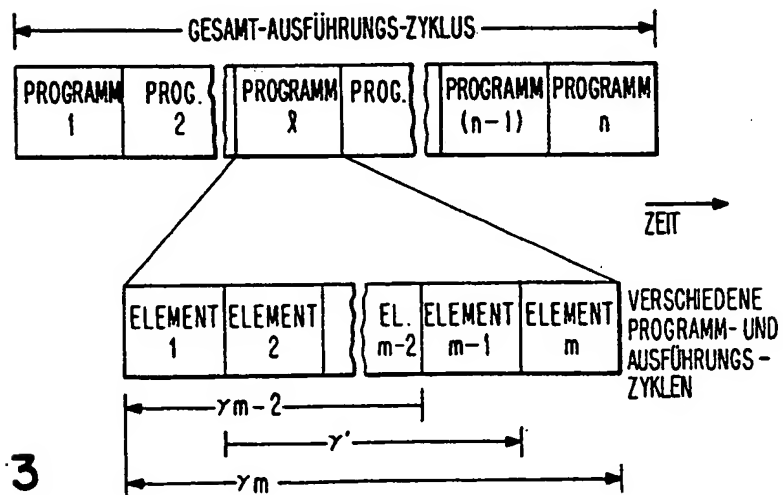 GESAMT-AUSFÜHRUNGS-ZYKLUS
PROGRAMM 1
PROG. 2
PROGRAMM ℓ
PROG.
PROGRAMM (n-1)
PROGRAMM n
ZEIT
ELEMENT 1
ELEMENT 2
EL. m-2
ELEMENT m-1
ELEMENT m
VERSCHIEDENE
PROGRAMM- UND
AUSFÜHRUNGS-
ZYKLEN
γm-2
γ'
γm
3